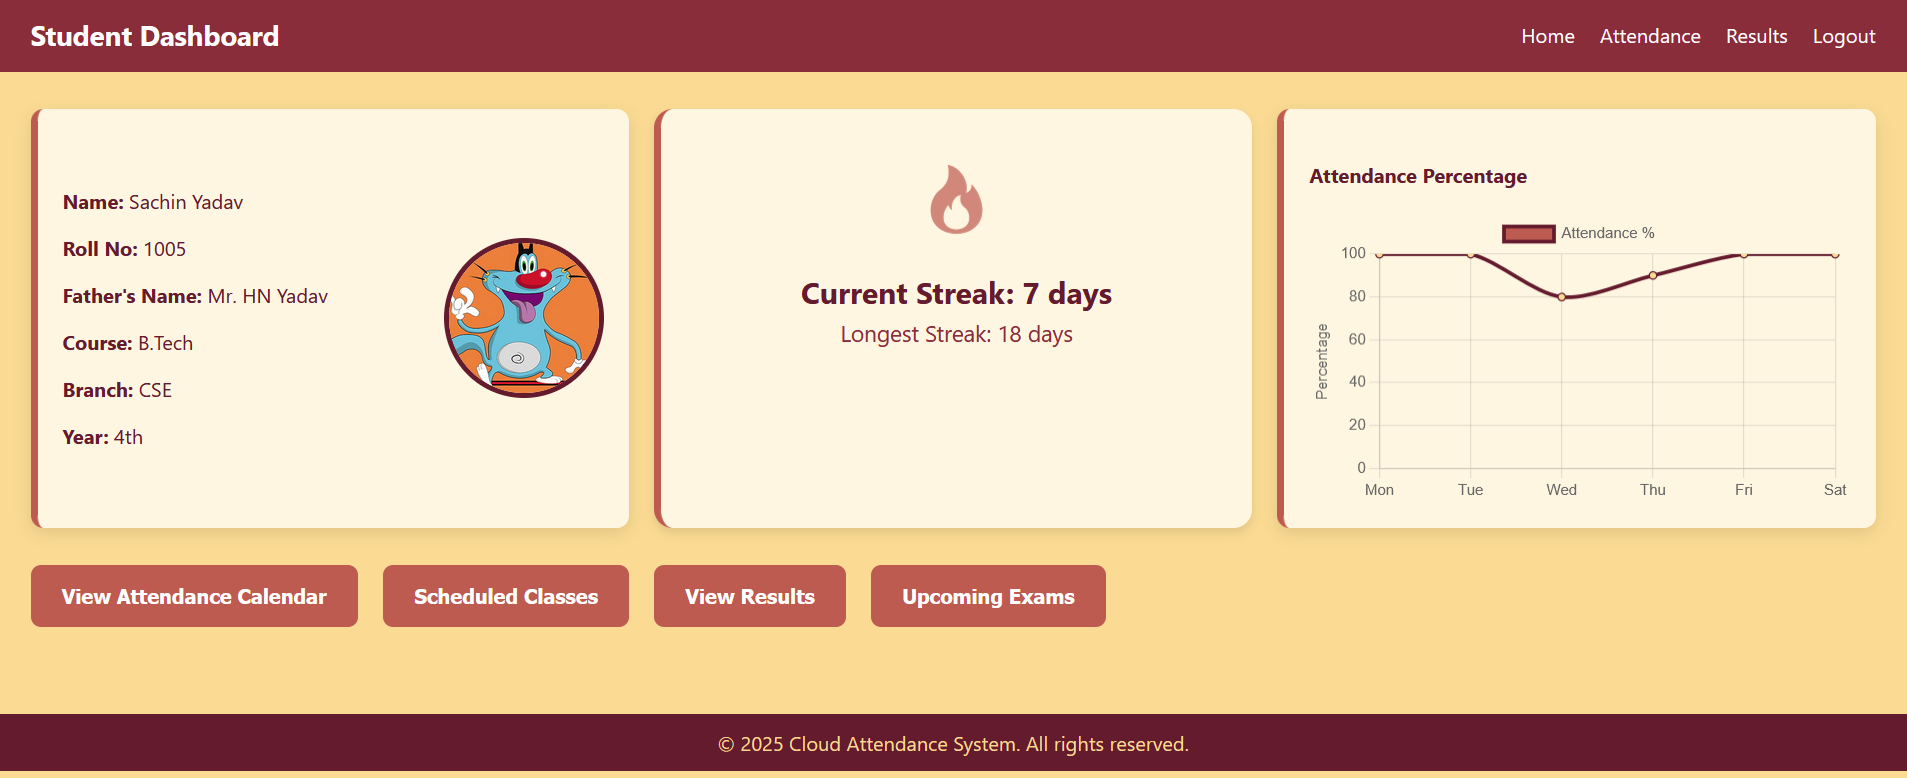 Student Dashboard
Home Attendance Results Logout
Name: Sachin Yadav
Roll No: 1005
Father's Name: Mr. HN Yadav
Course: B.Tech
Branch: CSE
Year: 4th
Current Streak: 7 days
Longest Streak: 18 days
Attendance Percentage
Attendance %
Percentage
100
80
60
40
20
0
Mon Tue Wed Thu Fri Sat
View Attendance Calendar Scheduled Classes View Results Upcoming Exams
© 2025 Cloud Attendance System. All rights reserved.